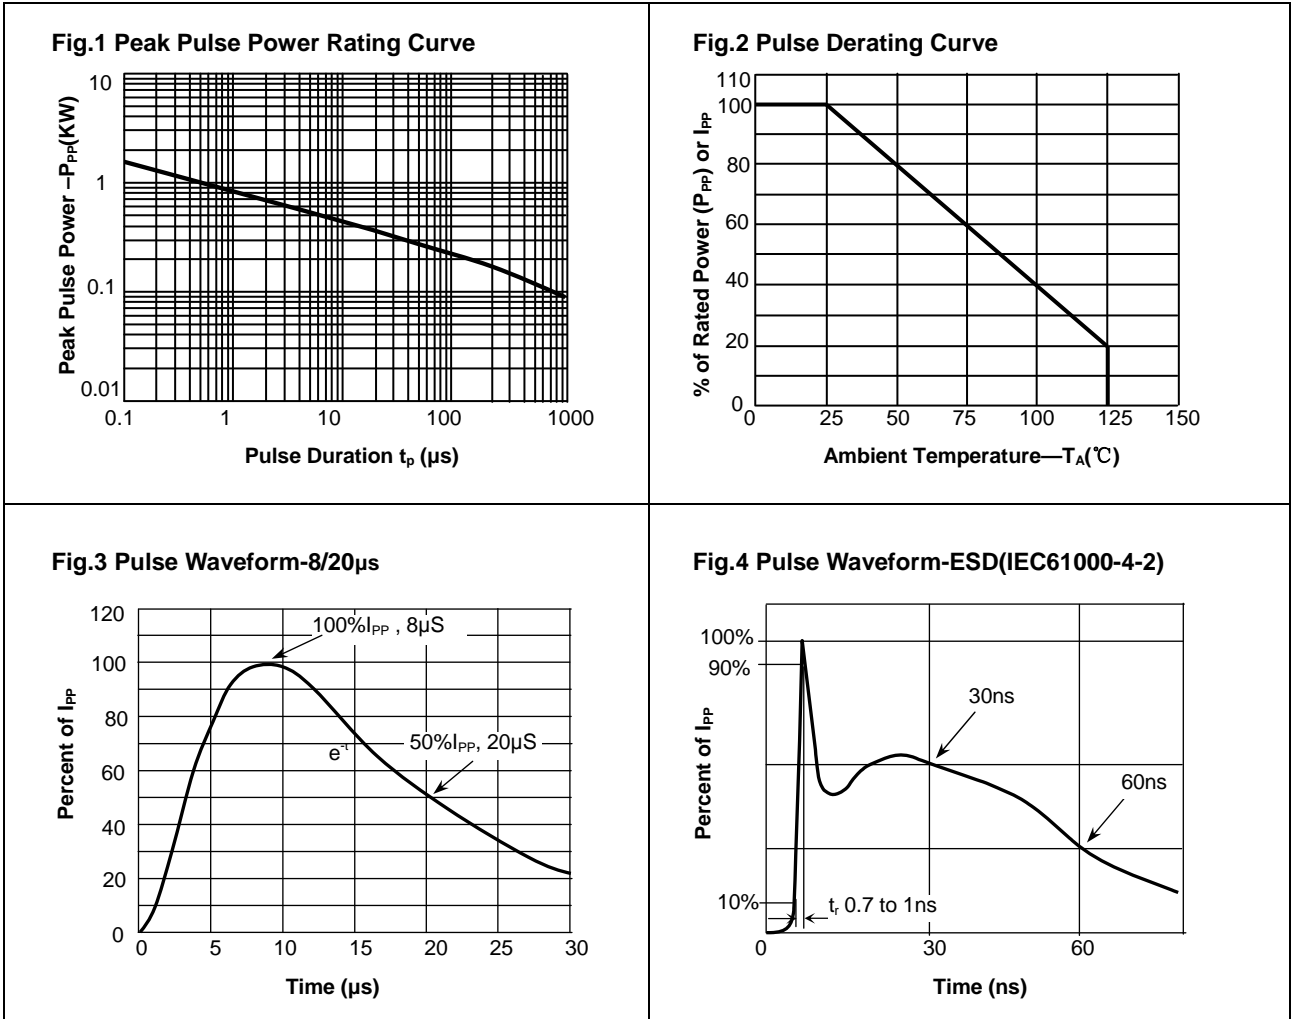 Fig.1 Peak Pulse Power Rating Curve
Peak Pulse Power –PPP(KW)
10
1
0.1
0.01
0.1 1 10 100 1000
Pulse Duration tp (µs)
Fig.2 Pulse Derating Curve
% of Rated Power (PPP) or IPP
110
100
80
60
40
20
0
0 25 50 75 100 125 150
Ambient Temperature—TA(℃)
Fig.3 Pulse Waveform-8/20µs
Percent of IPP
120
100
80
60
40
20
0
100%IPP , 8µS
e-t
50%IPP, 20µS
0 5 10 15 20 25 30
Time (µs)
Fig.4 Pulse Waveform-ESD(IEC61000-4-2)
Percent of IPP
100%
90%
10%
30ns
60ns
tr 0.7 to 1ns
0 30 60
Time (ns)